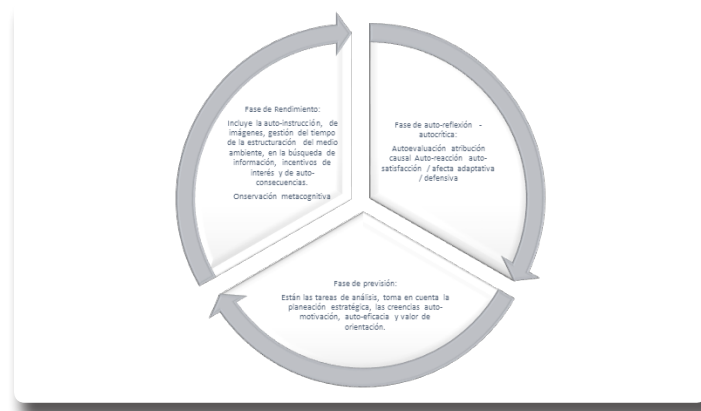 Fase de Rendimiento:
Incluye la auto-instrucción, de
imágenes, gestión del tiempo
de la estructuración del medio
ambiente, en la búsqueda de
información, incentivos de
interés y de auto-
consecuencias.
Onservación metacognitiva
Fase de auto-reflexión -
autocrítica:
Autoevaluación atribución
causal Auto-reacción auto-
satisfacción / afecta adaptativa
/ defensiva
Fase de previsión:
Están las tareas de análisis, toma en cuenta la
planeación estratégica, las creencias auto-
motivación, auto-eficacia y valor de
orientación.